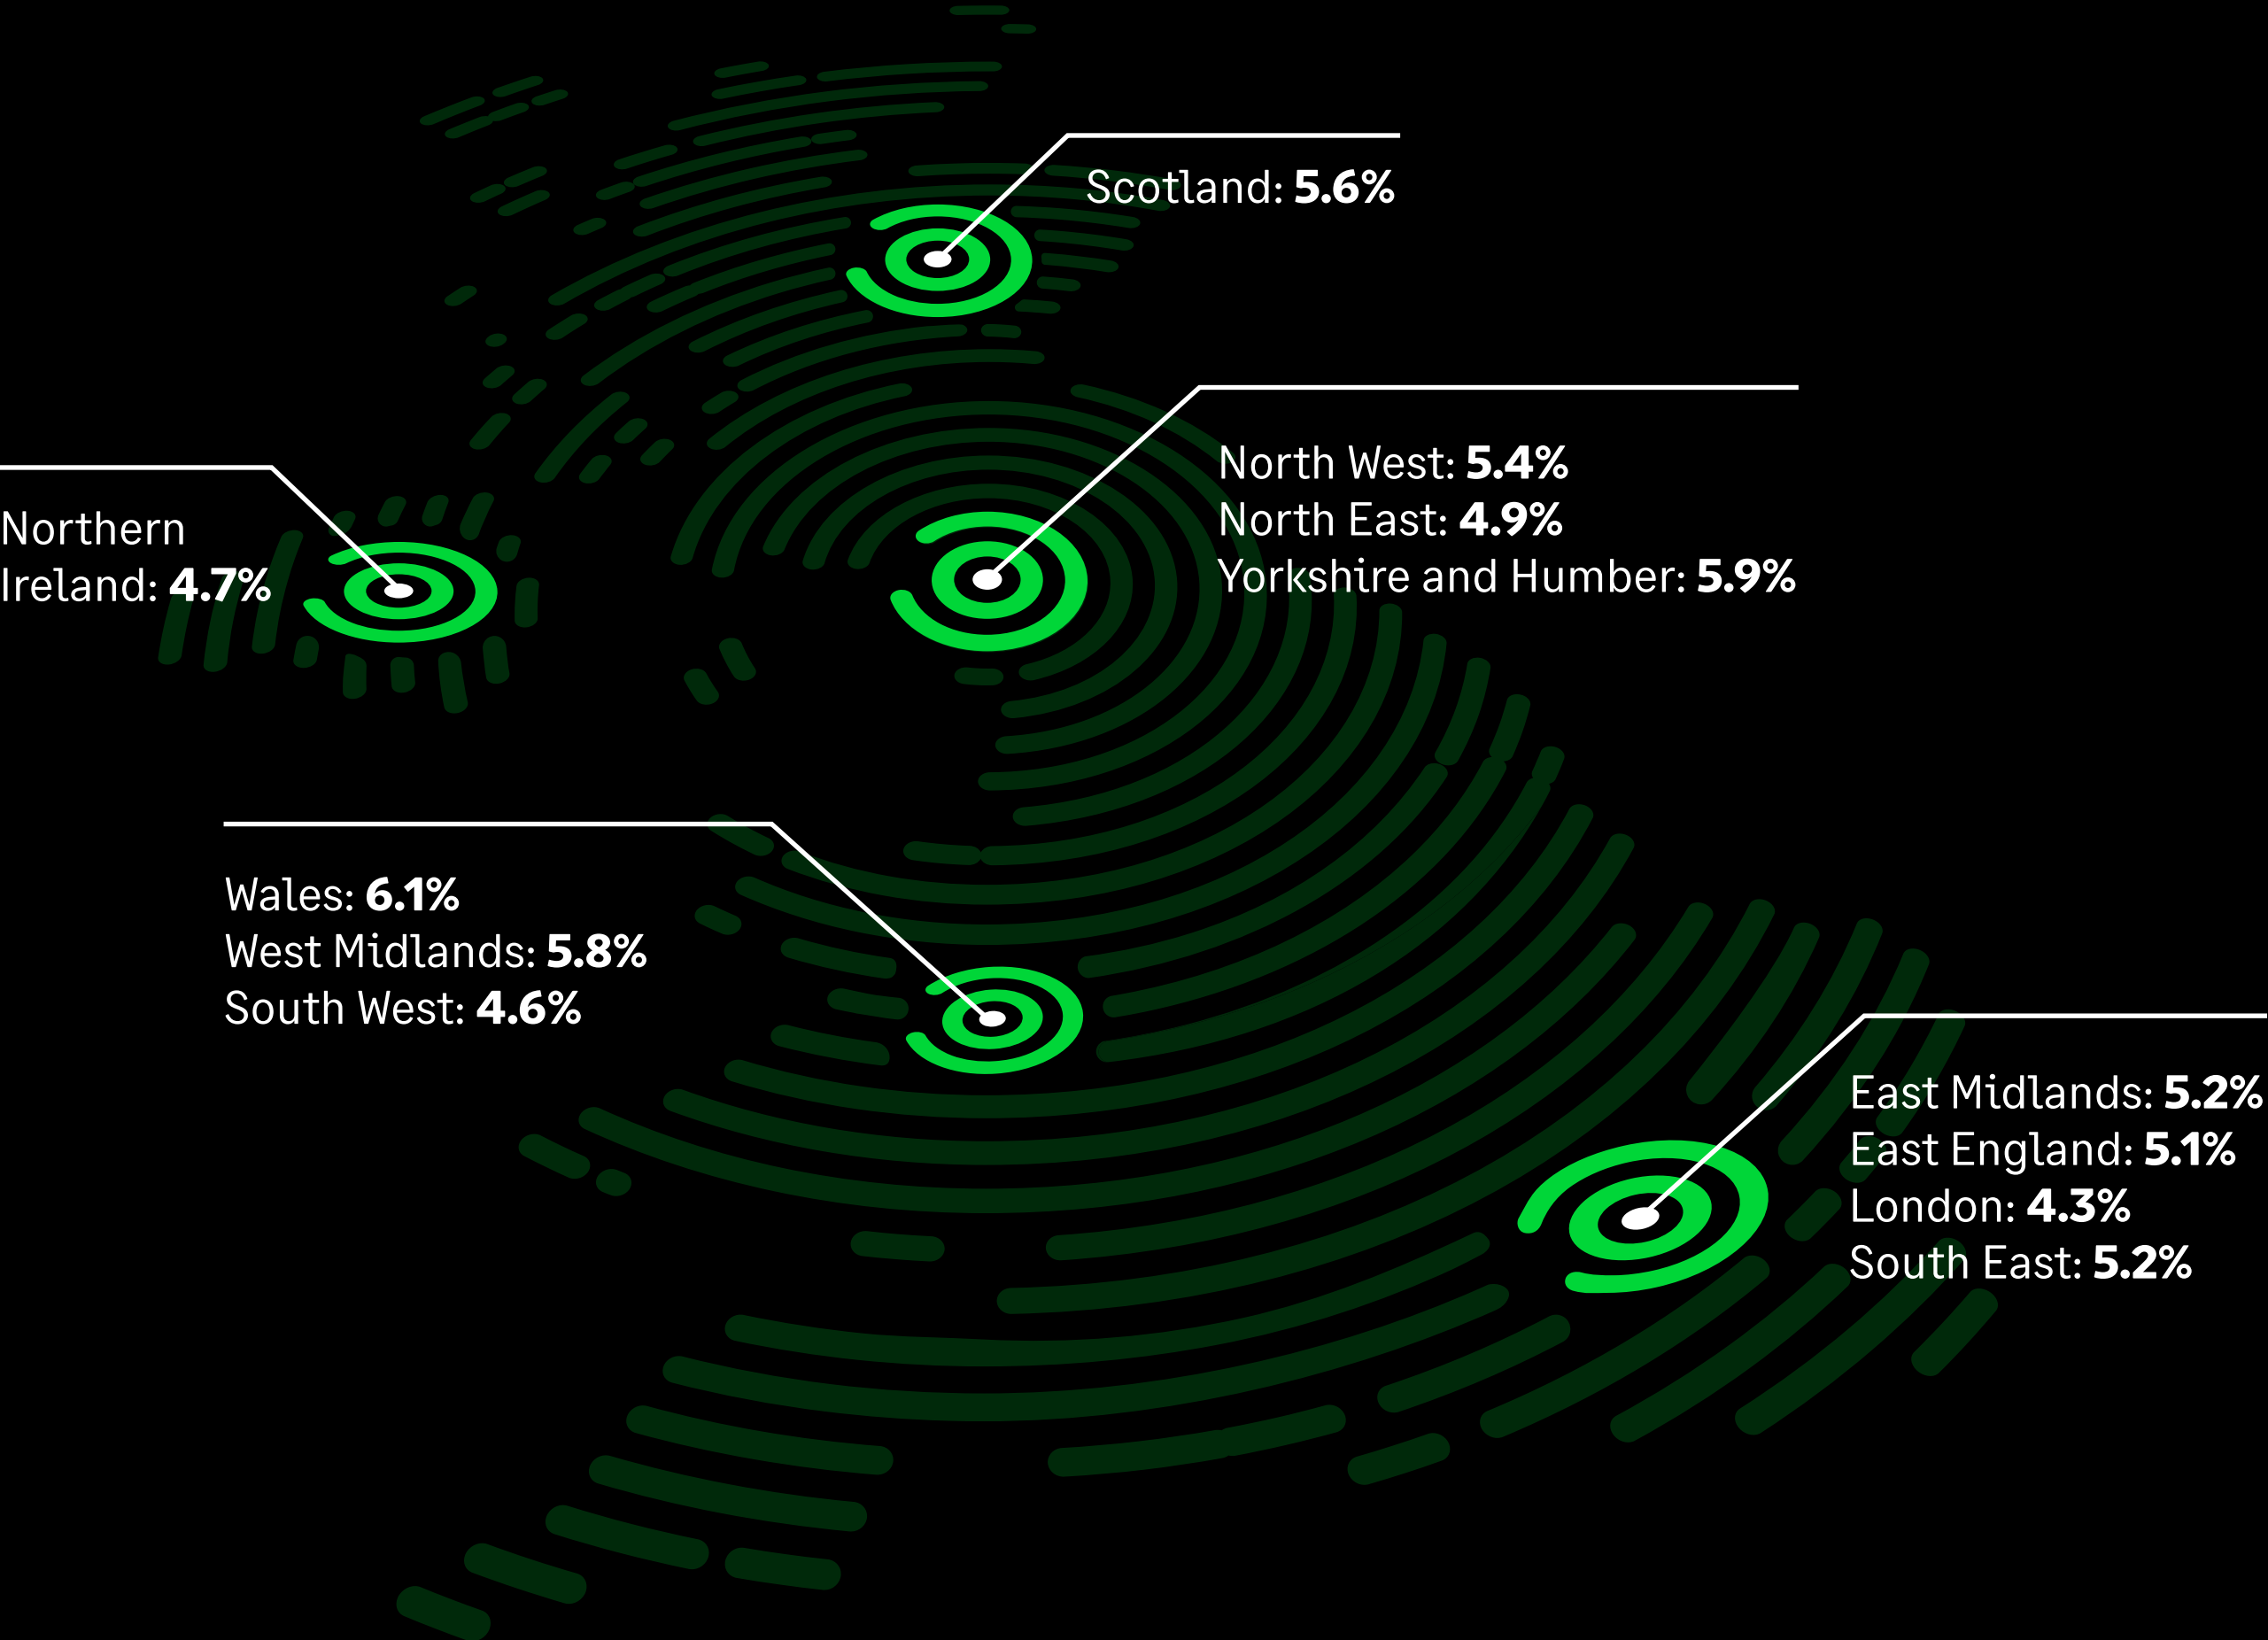 Scotland: 5.6%
North West: 5.4%
North East: 4.9%
Yorkshire and Humber: 5.9%
Northern
Ireland: 4.7%
Wales: 6.1%
West Midlands: 5.8%
South West: 4.6%
East Midlands: 5.2%
East England: 5.1%
London: 4.3%
South East: 5.2%